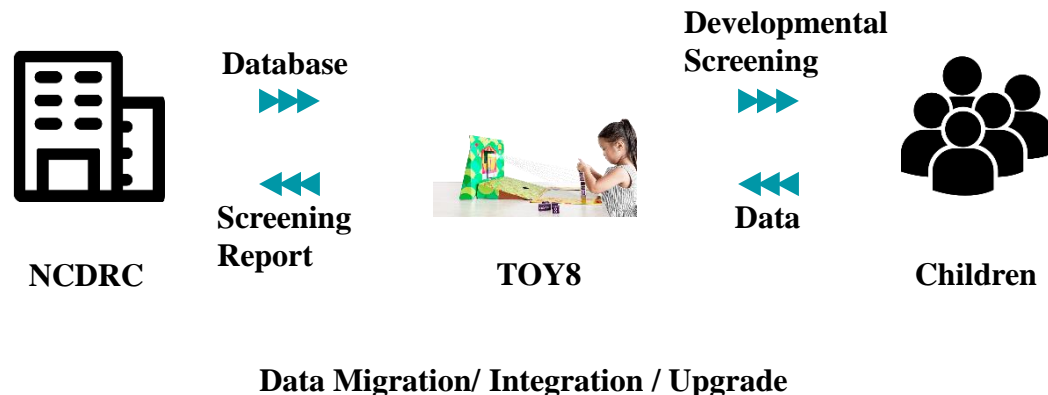 Database
Developmental
Screening
Screening
Report
Data
NCDRC
TOY8
Children
Data Migration/ Integration / Upgrade